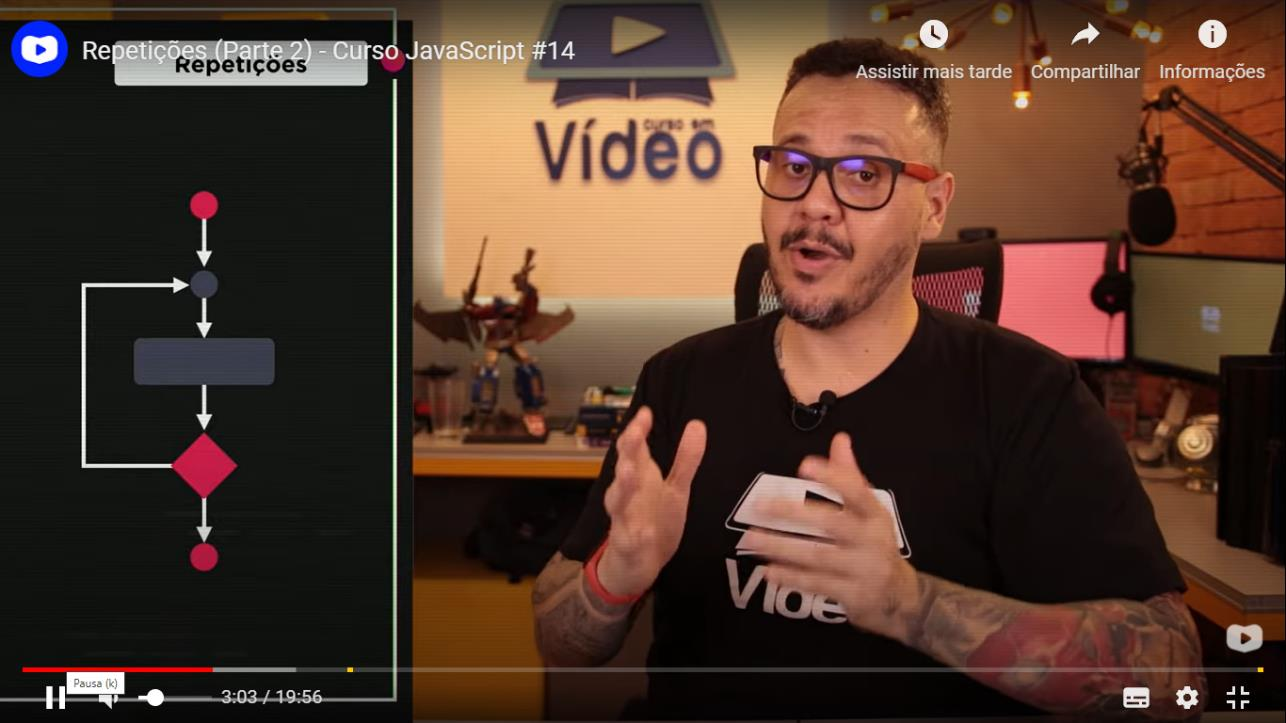 Repetições (Parte 2) - Curso JavaScript #14
Repetições
Assistir mais tarde
Compartilhar
Informações
curso em
Vídeo
Víde
Pausa (k)
3:03 / 19:56